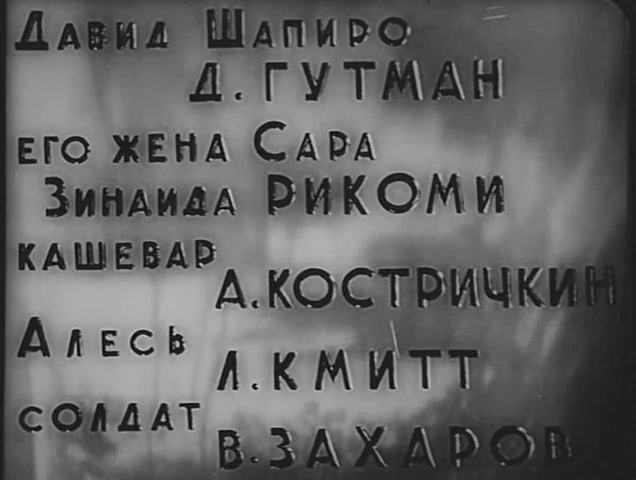 Давид Шапиро
Д. ГУТМАН
ЕГО ЖЕНА САРА
ЗИНАИДА РИКОМИ
КАШЕВАР
А. КОСТРИЧКИН
АЛЕСЬ
Л. КМИТТ
СОЛДАТ
В. ЗАХАРОВ